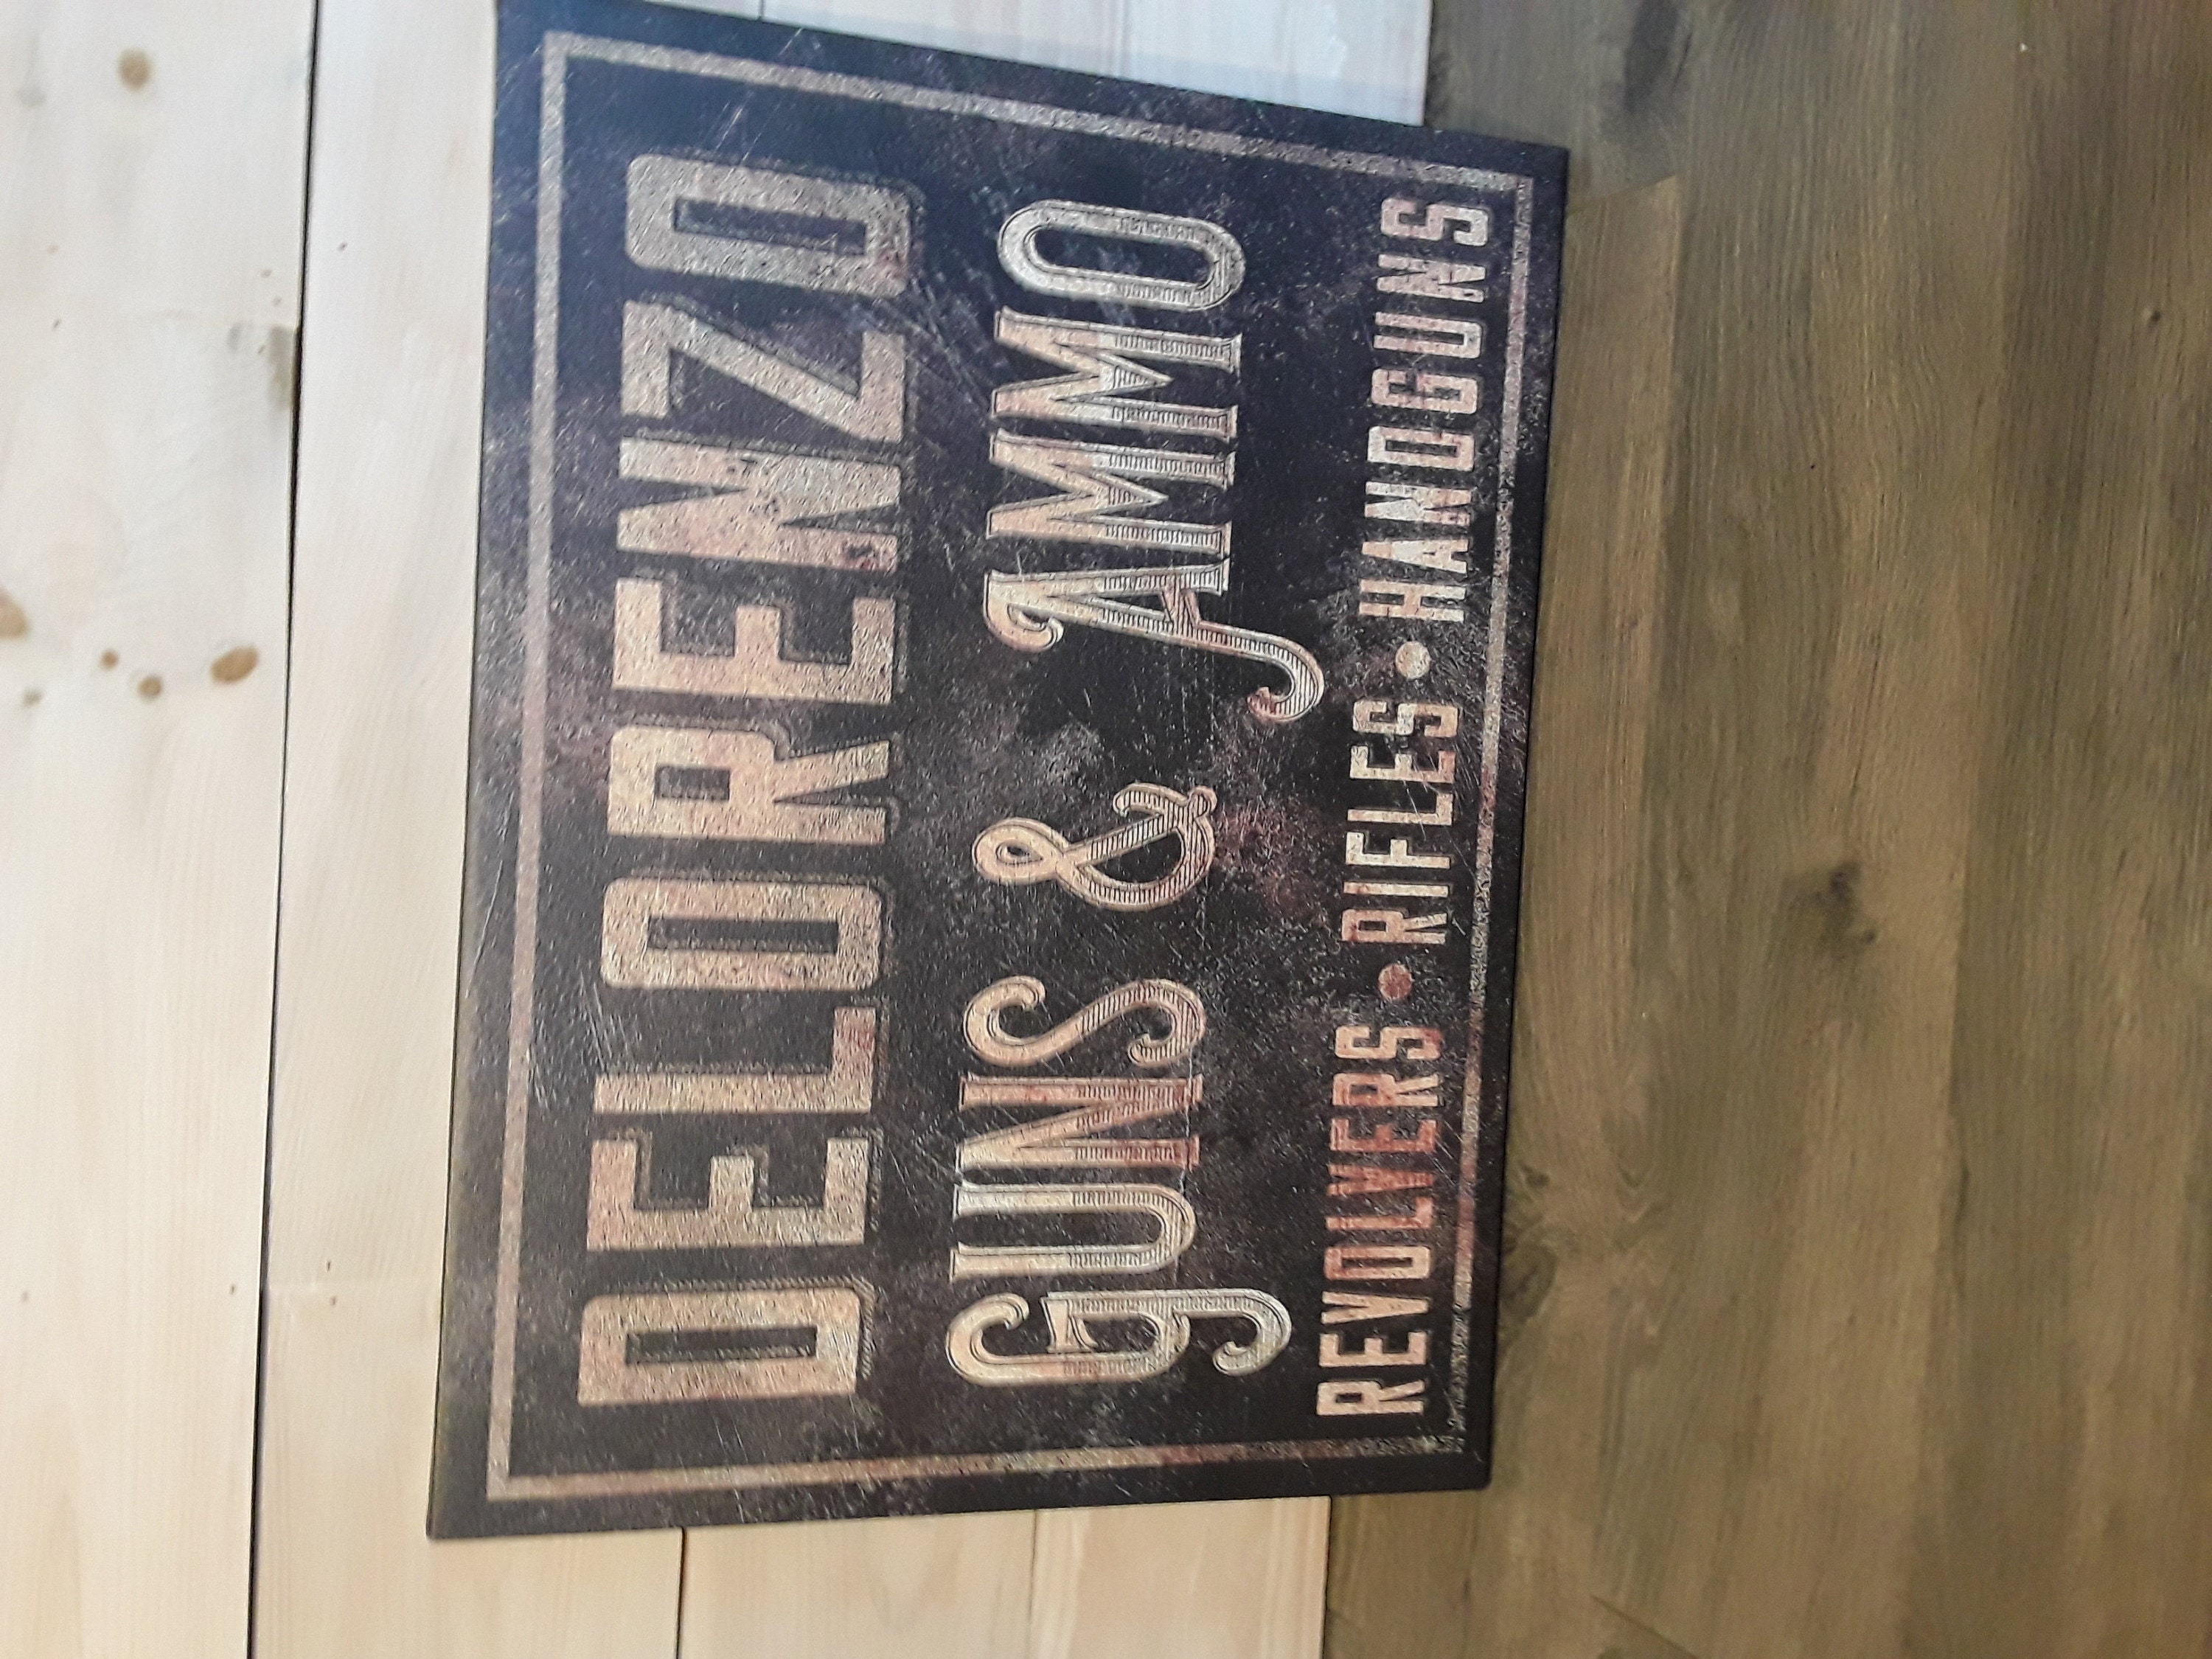 DELORENZO
GUNS & AMMO
REVOLVERS • RIFLES • HANDGUNS